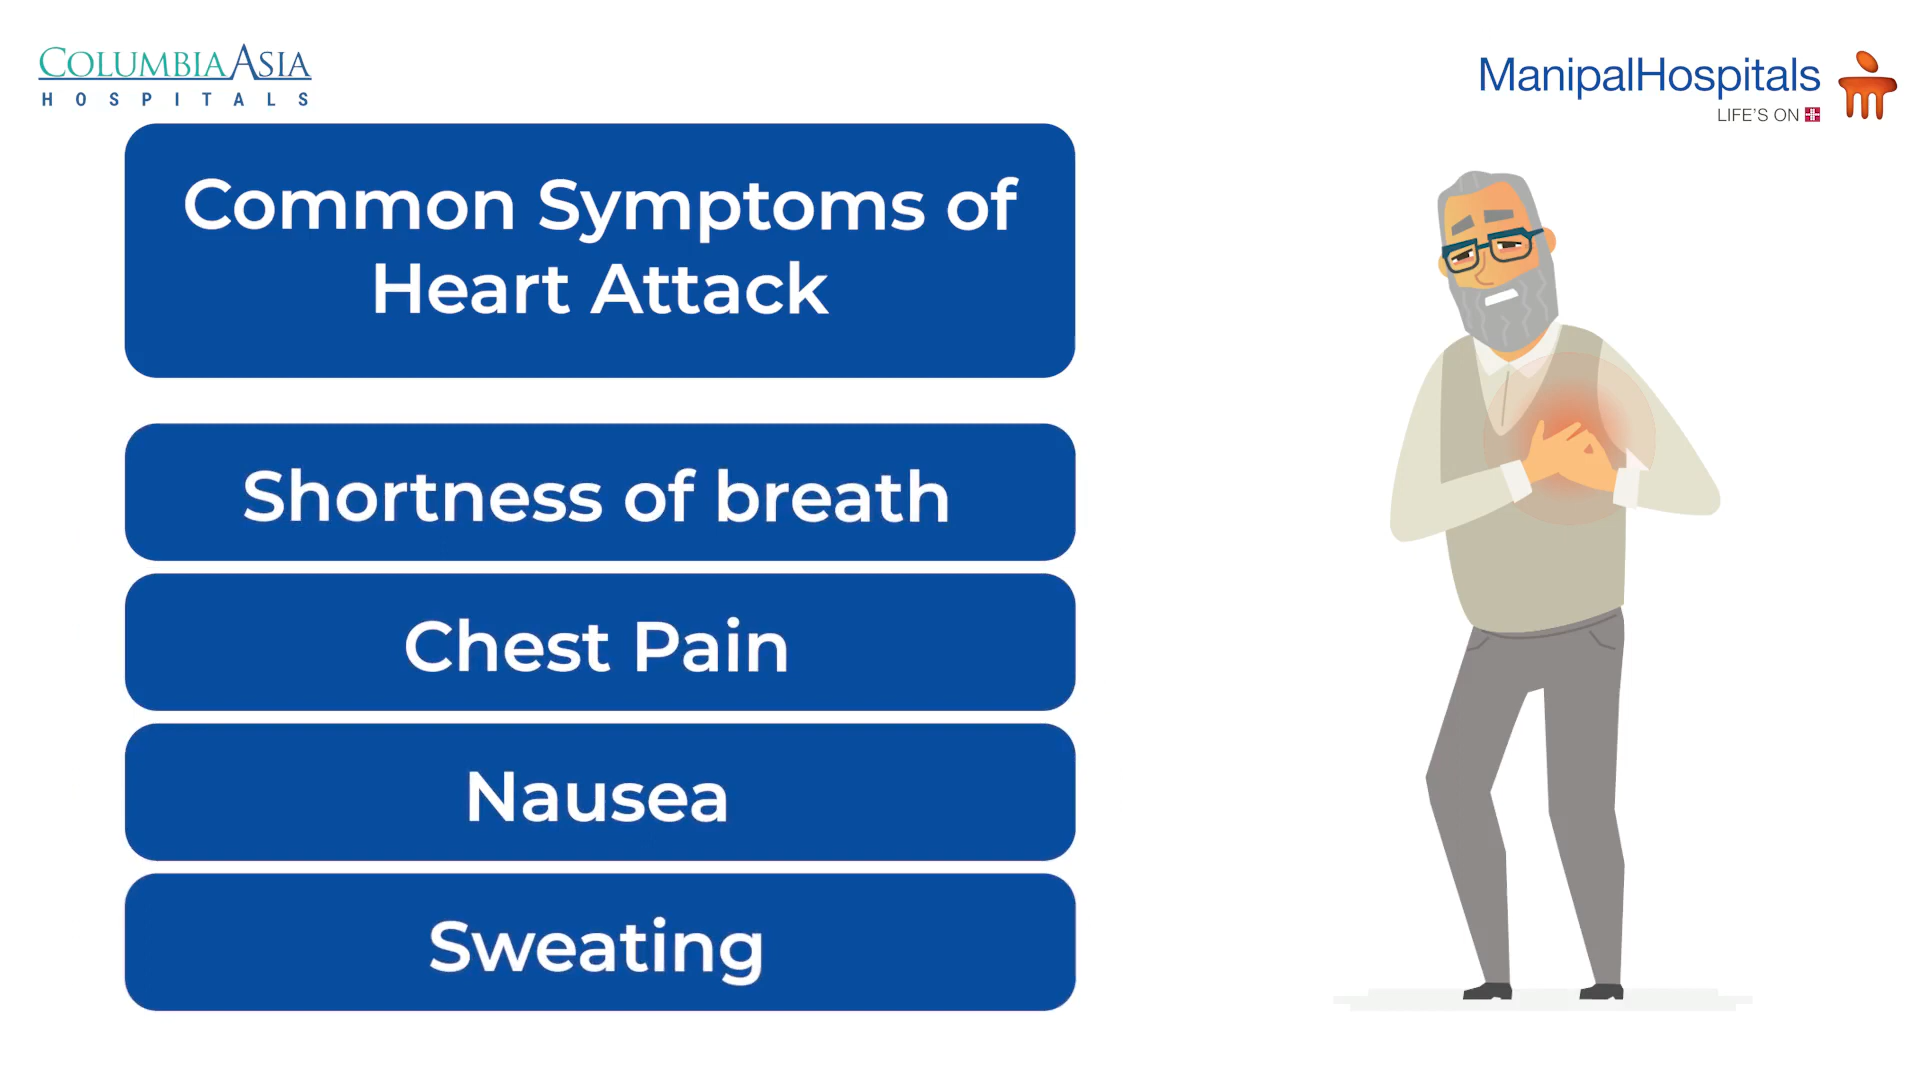 COLUMBIA ASIA
HOSPITALS
ManipalHospitals
LIFE'S ON
Common Symptoms of
Heart Attack
Shortness of breath
Chest Pain
Nausea
Sweating